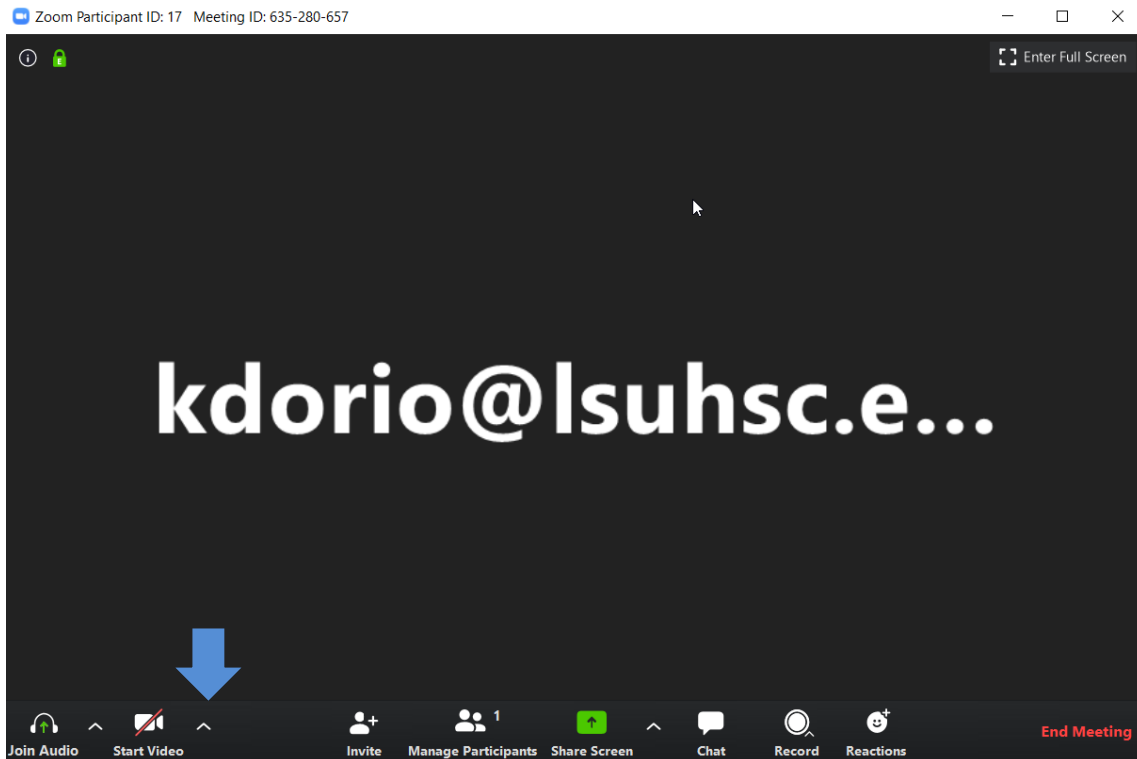 Zoom Participant ID: 17 Meeting ID: 635-280-657
Enter Full Screen
kdorio@lsuhsc.e...
1
Join Audio Start Video Invite Manage Participants Share Screen Chat Record Reactions End Meeting